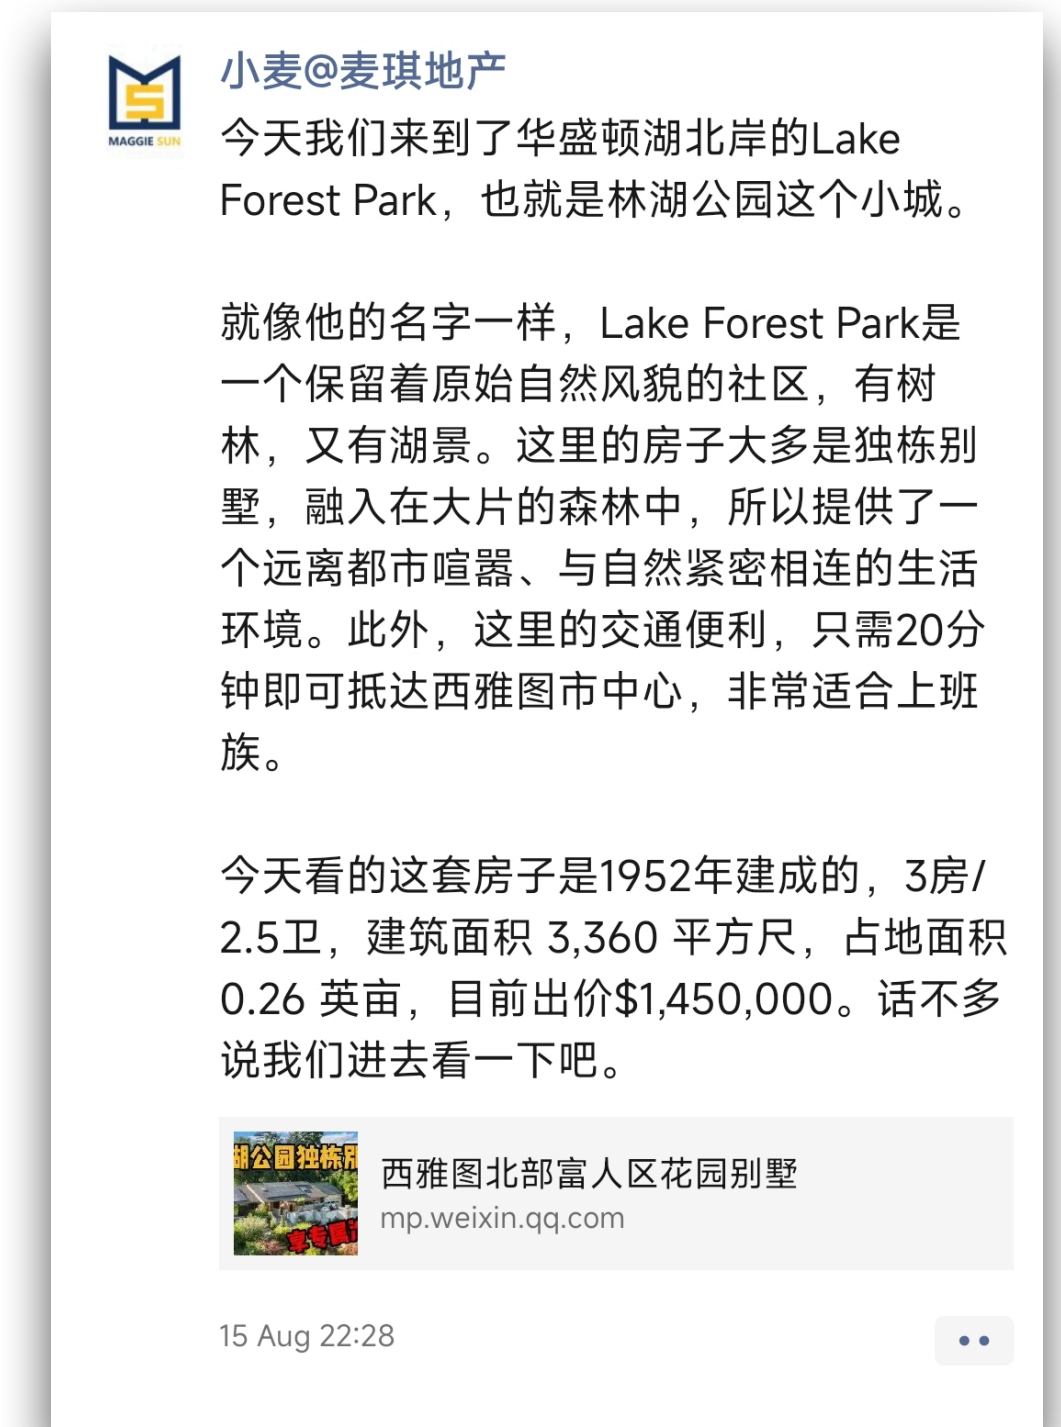 小麦@麦琪地产
MAGGIE SUN
今天我们来到了华盛顿湖北岸的Lake
Forest Park，也就是林湖公园这个小城。
就像他的名字一样，Lake Forest Park是
一个保留着原始自然风貌的社区，有树
林，又有湖景。这里的房子大多是独栋别
墅，融入在大片的森林中，所以提供了一
个远离都市喧嚣、与自然紧密相连的生活
环境。此外，这里的交通便利，只需20分
钟即可抵达西雅图市中心，非常适合上班
族。
今天看的这套房子是1952年建成的，3房/
2.5卫，建筑面积 3,360 平方尺，占地面积
0.26 英亩，目前出价$1,450,000。话不多
说我们进去看一下吧。
湖公园独栋别
享专属
西雅图北部富人区花园别墅
mp.weixin.qq.com
15 Aug 22:28